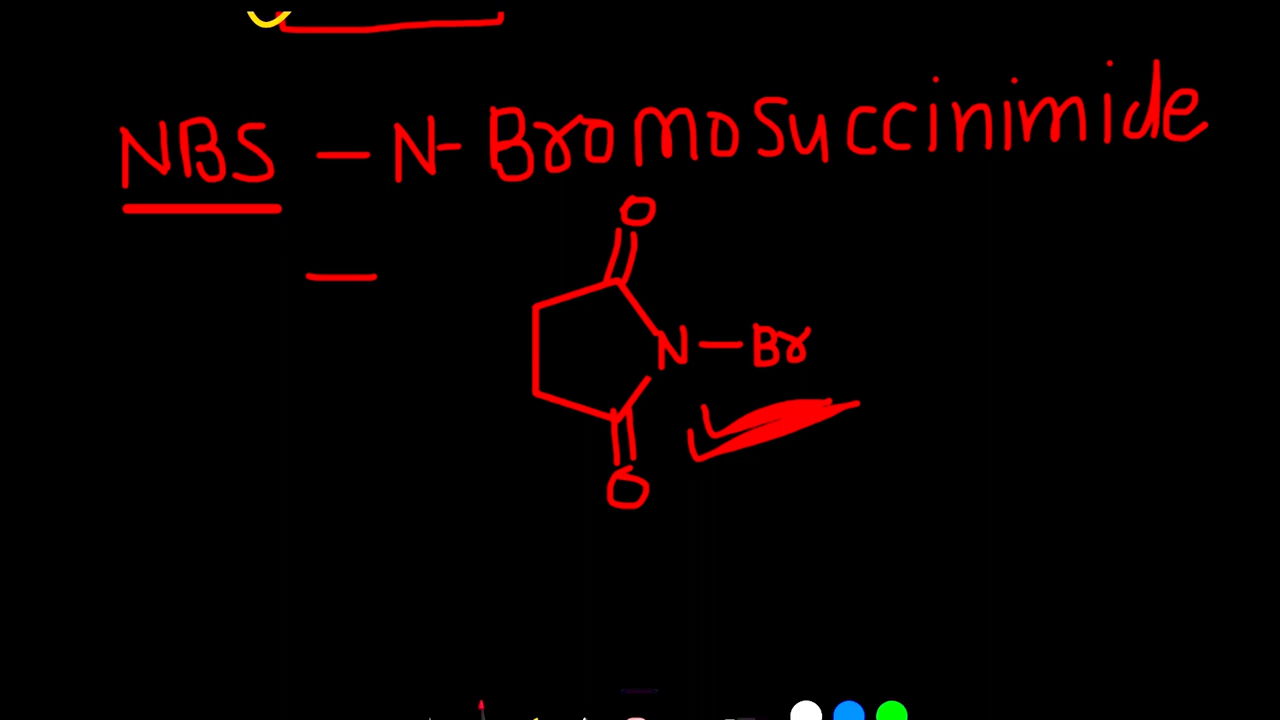 NBS – N-Bromosuccinimide
O
N – Br
O